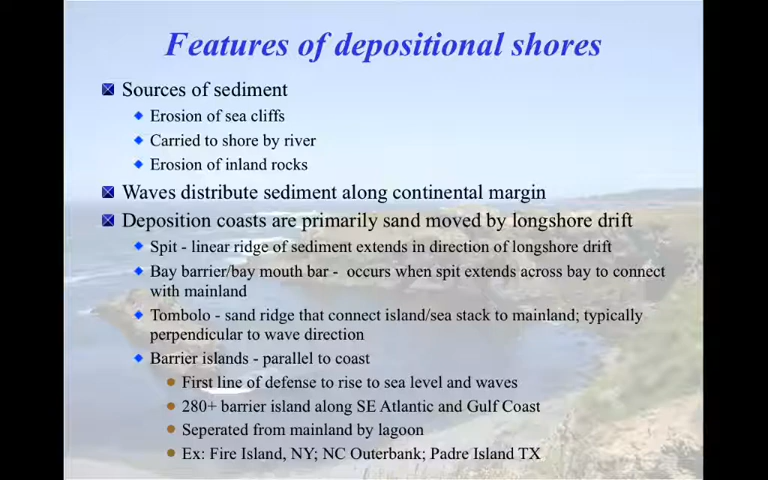 Features of depositional shores
Sources of sediment
Erosion of sea cliffs
Carried to shore by river
Erosion of inland rocks
Waves distribute sediment along continental margin
Deposition coasts are primarily sand moved by longshore drift
Spit - linear ridge of sediment extends in direction of longshore drift
Bay barrier/bay mouth bar - occurs when spit extends across bay to connect
with mainland
Tombolo - sand ridge that connect island/sea stack to mainland; typically
perpendicular to wave direction
Barrier islands - parallel to coast
First line of defense to rise to sea level and waves
280+ barrier island along SE Atlantic and Gulf Coast
Seperated from mainland by lagoon
Ex: Fire Island, NY; NC Outerbank; Padre Island TX